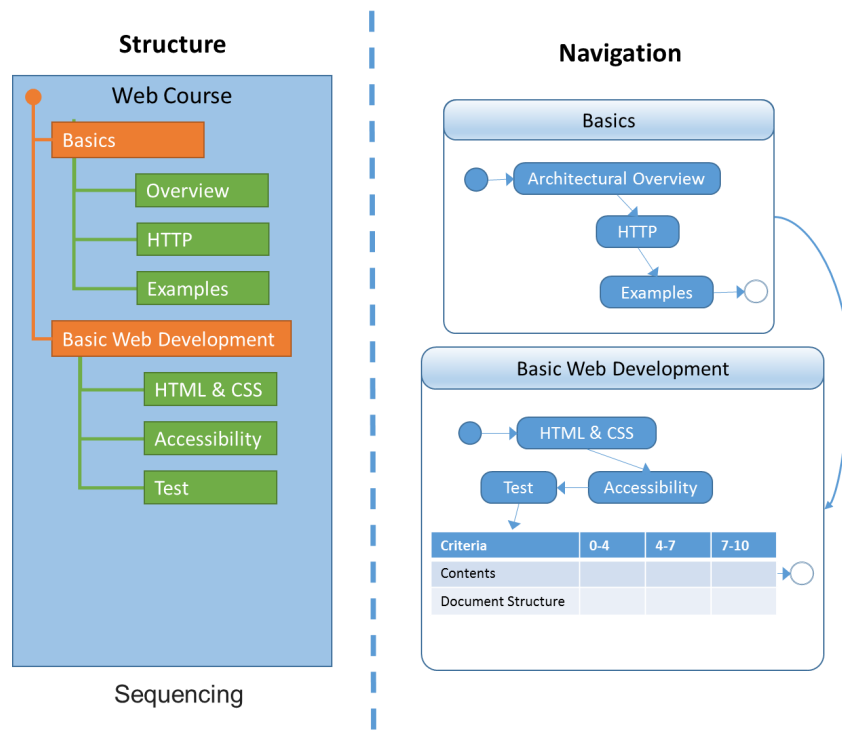 Structure
Web Course
Basics
Overview
HTTP
Examples
Basic Web Development
HTML & CSS
Accessibility
Test
Sequencing
Navigation
Basics
Architectural Overview
HTTP
Examples
Basic Web Development
HTML & CSS
Test Accessibility
Criteria 0-4 4-7 7-10
Contents
Document Structure